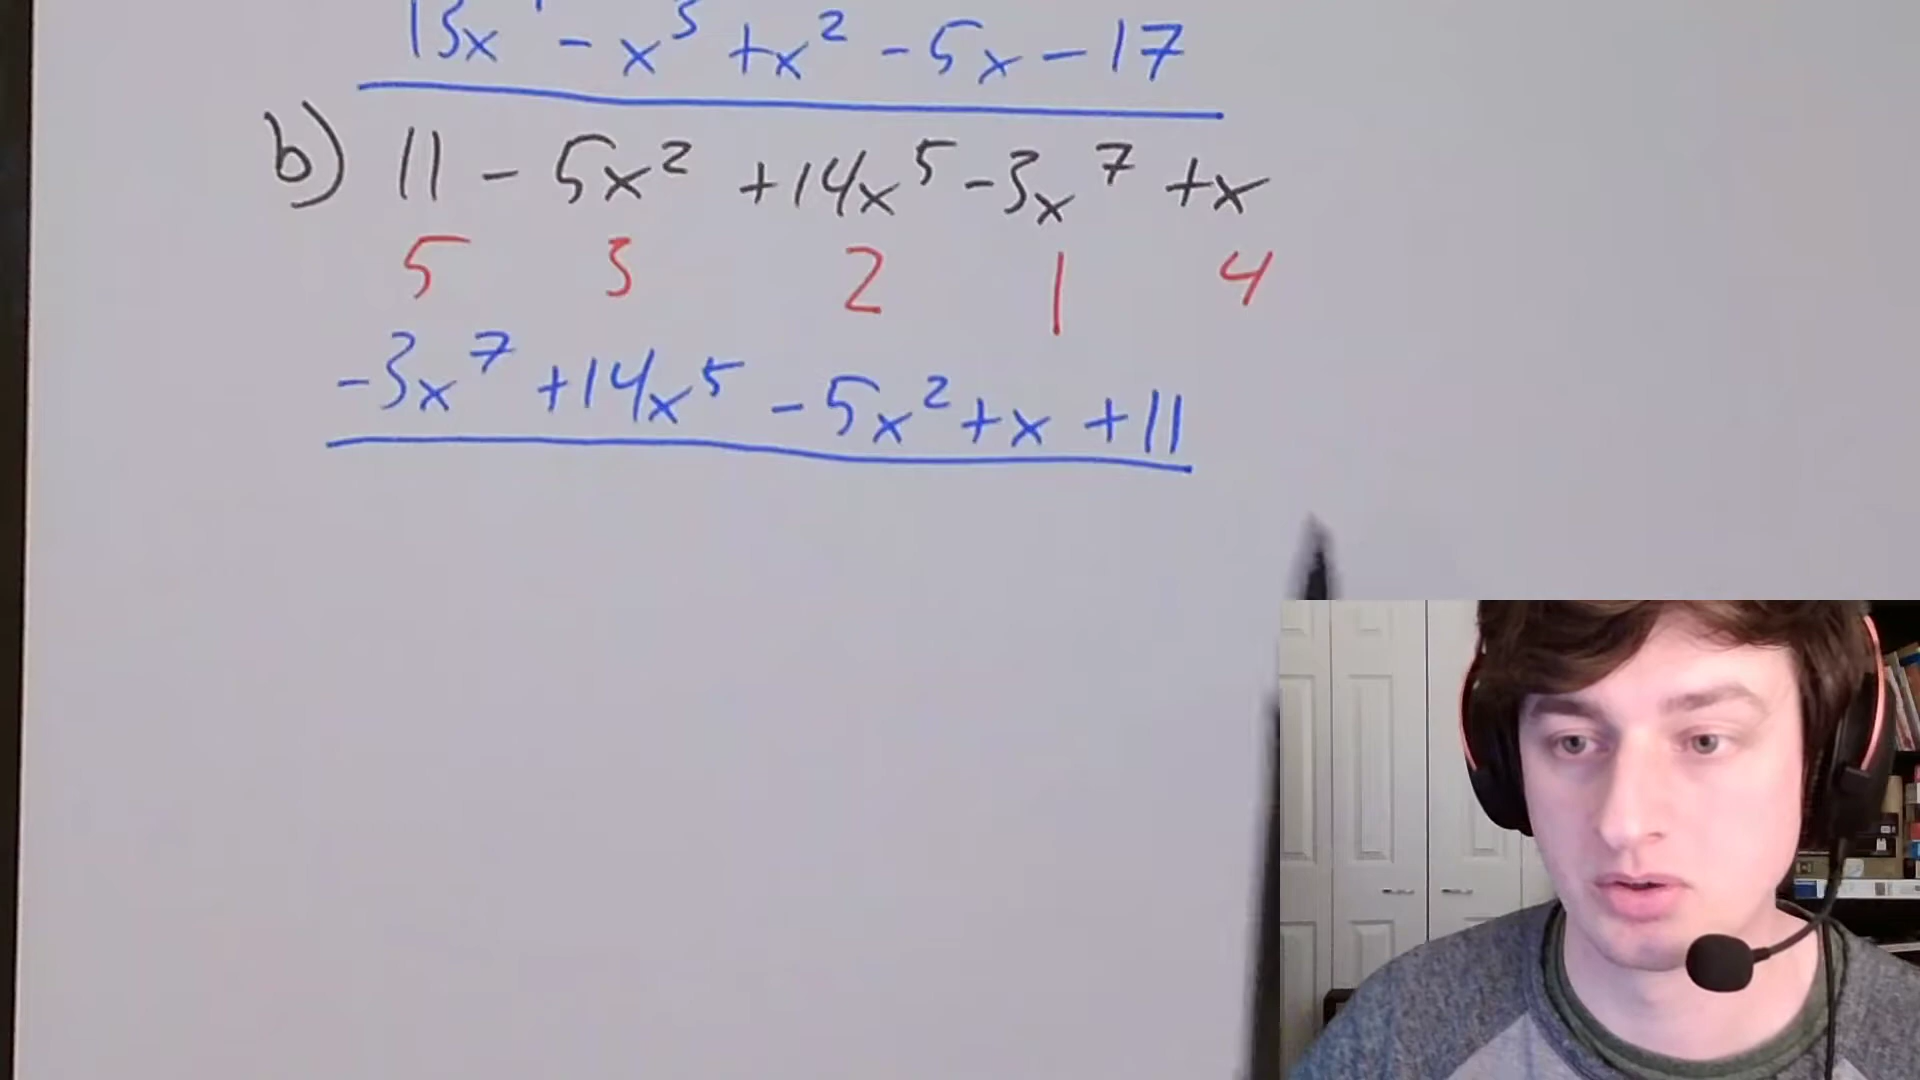 13x - x³ + x² - 5x - 17
b) 11 - 5x² + 14x⁵ - 3x⁷ + x
5 3 2 1 4
-3x⁷ + 14x⁵ - 5x² + x + 11